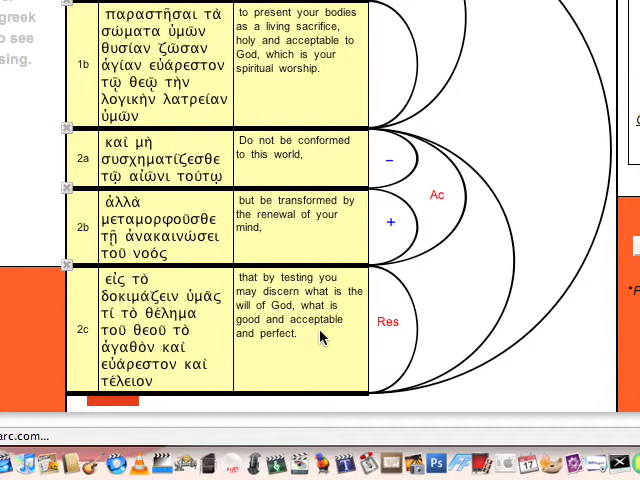 greek
o see
sing.
1b
παραστῆσαι τὰ
σώματα ὑμῶν
θυσίαν ζῶσαν
ἁγίαν εὐάρεστον
τῷ θεῷ τὴν
λογικὴν λατρείαν
ὑμῶν
to present your bodies
as a living sacrifice,
holy and acceptable to
God, which is your
spiritual worship.
2a
καὶ μὴ
συσχηματίζεσθε
τῷ αἰῶνι τούτῳ
Do not be conformed
to this world,
–
Ac
2b
ἀλλὰ
μεταμορφοῦσθε
τῇ ἀνακαινώσει
τοῦ νοός
but be transformed by
the renewal of your
mind,
+
2c
εἰς τὸ
δοκιμάζειν ὑμᾶς
τί τὸ θέλημα
τοῦ θεοῦ τὸ
ἀγαθὸν καὶ
εὐάρεστον καὶ
τέλειον
that by testing you
may discern what is the
will of God, what is
good and acceptable
and perfect.
Res
arc.com...
17
Ps